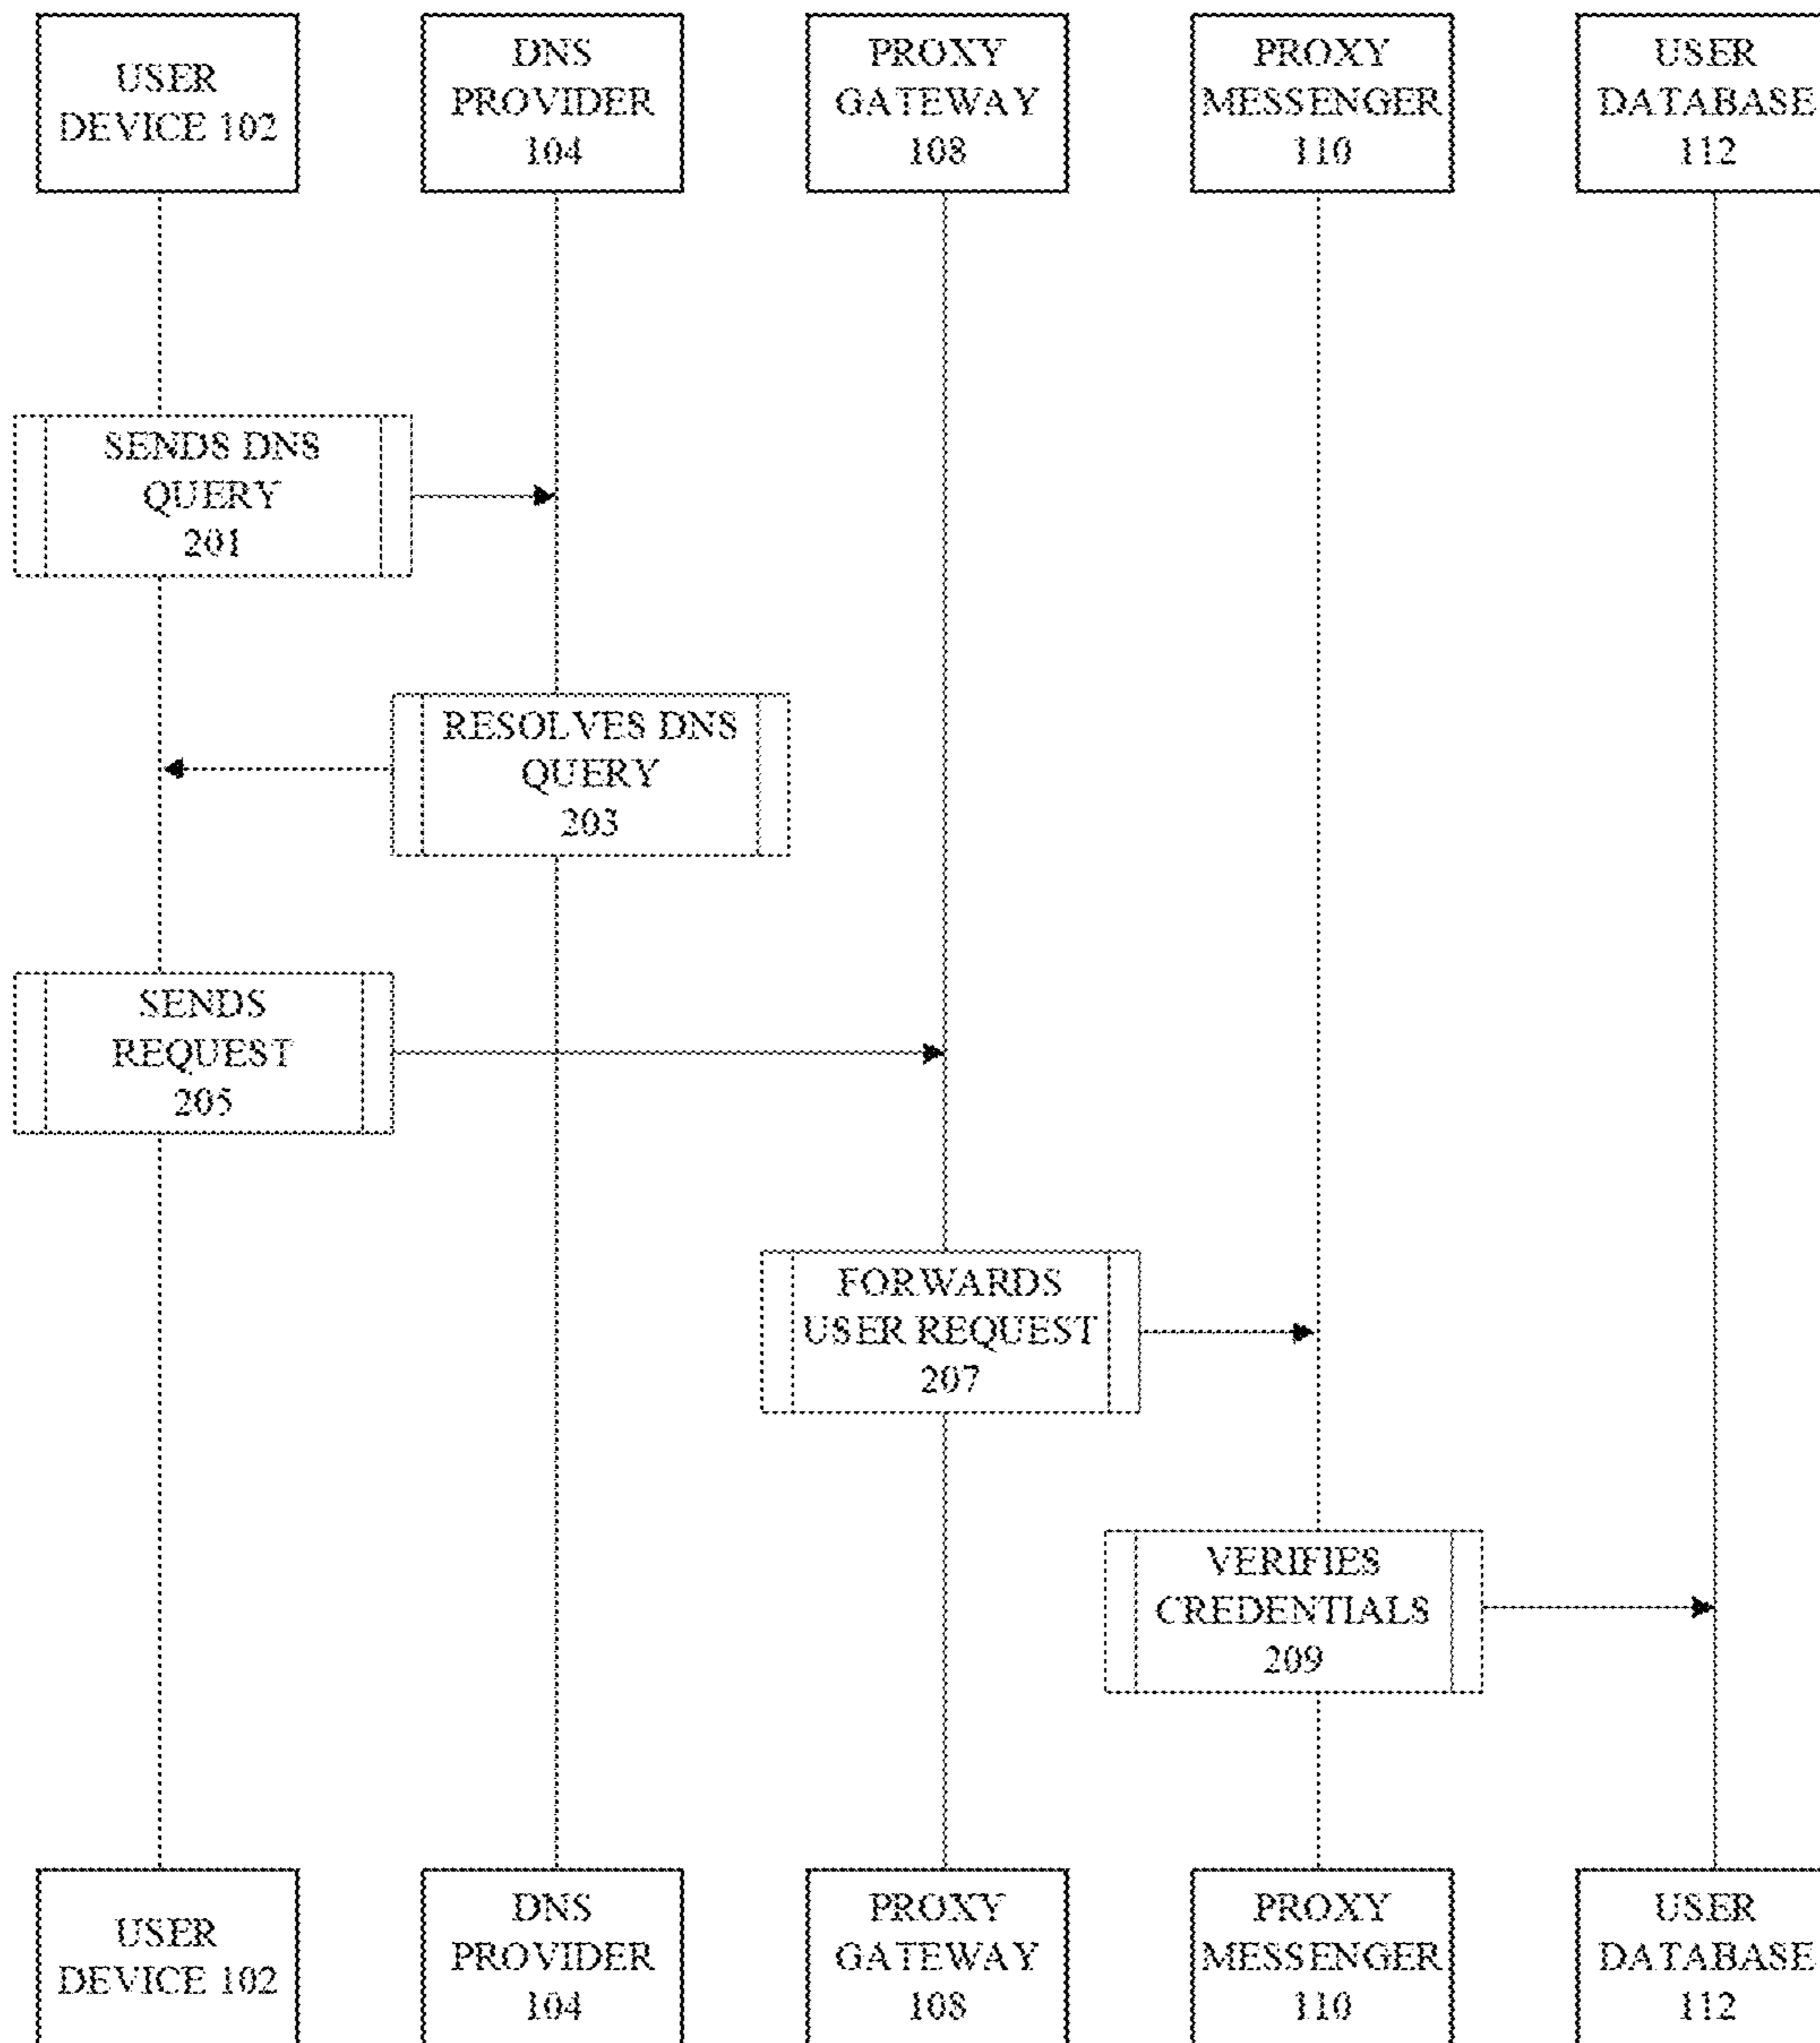 USER
DEVICE 102
DNS
PROVIDER
104
PROXY
GATEWAY
108
PROXY
MESSENGER
110
USER
DATABASE
112
SENDS DNS
QUERY
201
RESOLVES DNS
QUERY
203
SENDS
REQUEST
205
FORWARDS
USER REQUEST
207
VERIFIES
CREDENTIALS
209
USER
DEVICE 102
DNS
PROVIDER
104
PROXY
GATEWAY
108
PROXY
MESSENGER
110
USER
DATABASE
112